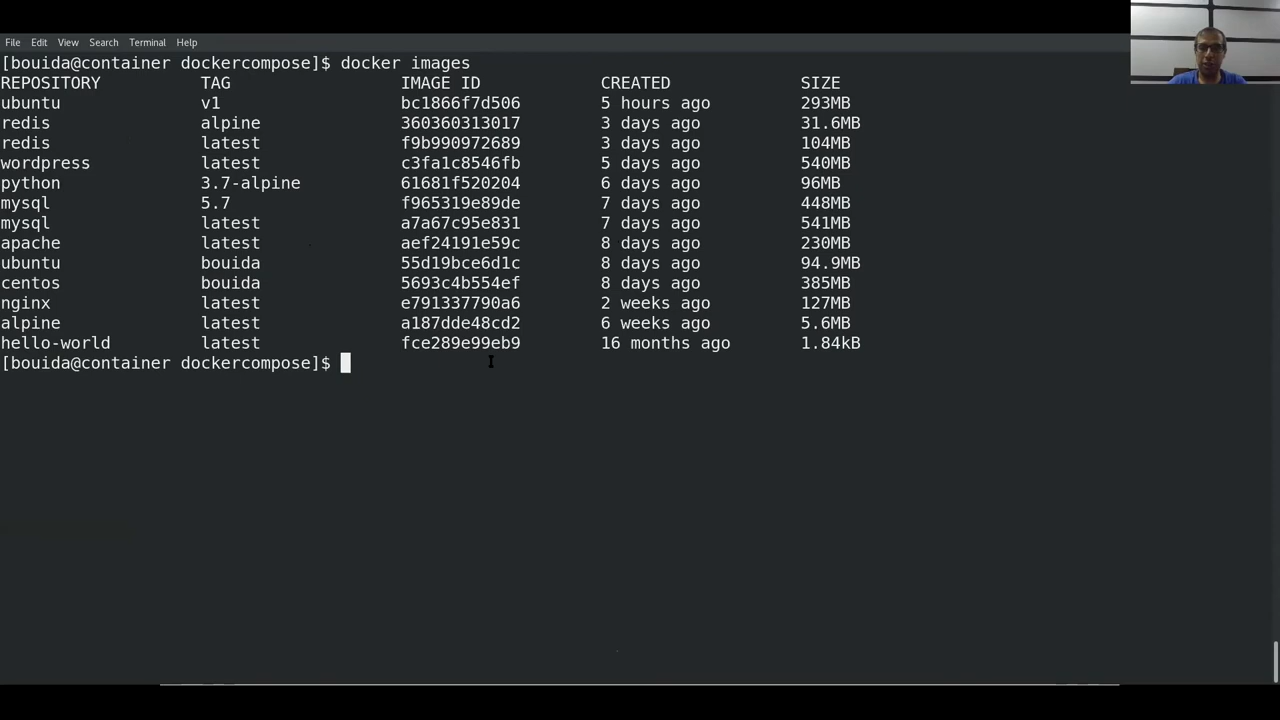 File Edit View Search Terminal Help
[bouida@container dockercompose]$ docker images
REPOSITORY TAG IMAGE ID CREATED SIZE
ubuntu v1 bc1866f7d506 5 hours ago 293MB
redis alpine 360360313017 3 days ago 31.6MB
redis latest f9b990972689 3 days ago 104MB
wordpress latest c3fa1c8546fb 5 days ago 540MB
python 3.7-alpine 61681f520204 6 days ago 96MB
mysql 5.7 f965319e89de 7 days ago 448MB
mysql latest a7a67c95e831 7 days ago 541MB
apache latest aef24191e59c 8 days ago 230MB
ubuntu bouida 55d19bce6d1c 8 days ago 94.9MB
centos bouida 5693c4b554ef 8 days ago 385MB
nginx latest e791337790a6 2 weeks ago 127MB
alpine latest a187dde48cd2 6 weeks ago 5.6MB
hello-world latest fce289e99eb9 16 months ago 1.84kB
[bouida@container dockercompose]$